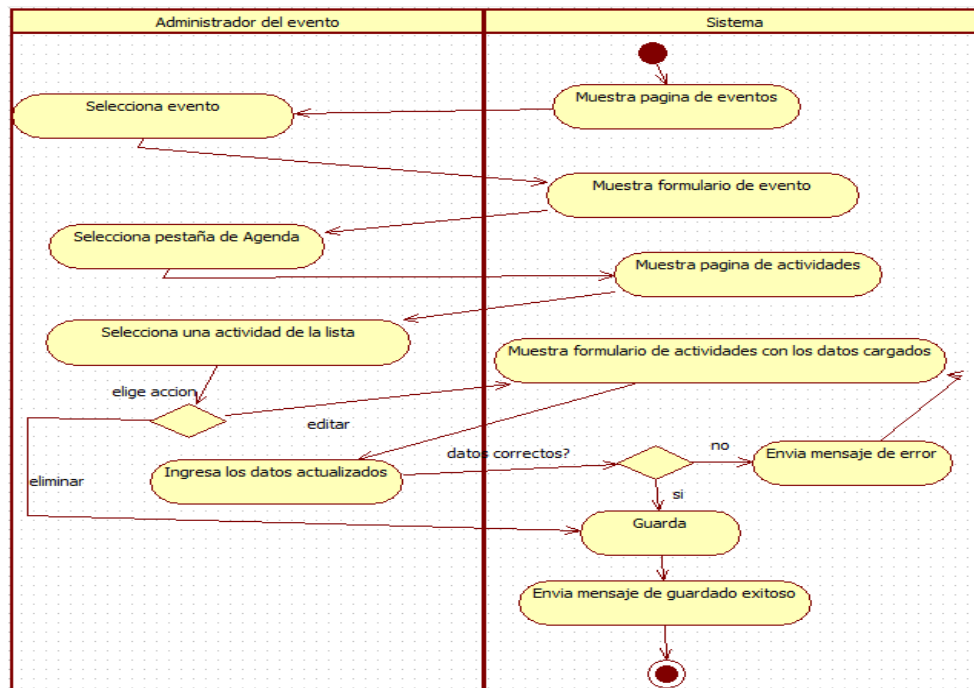 Administrador del evento
Sistema
Muestra pagina de eventos
Selecciona evento
Muestra formulario de evento
Selecciona pestaña de Agenda
Muestra pagina de actividades
Selecciona una actividad de la lista
Muestra formulario de actividades con los datos cargados
elige accion
editar
eliminar
Ingresa los datos actualizados
datos correctos?
no
Envia mensaje de error
si
Guarda
Envia mensaje de guardado exitoso